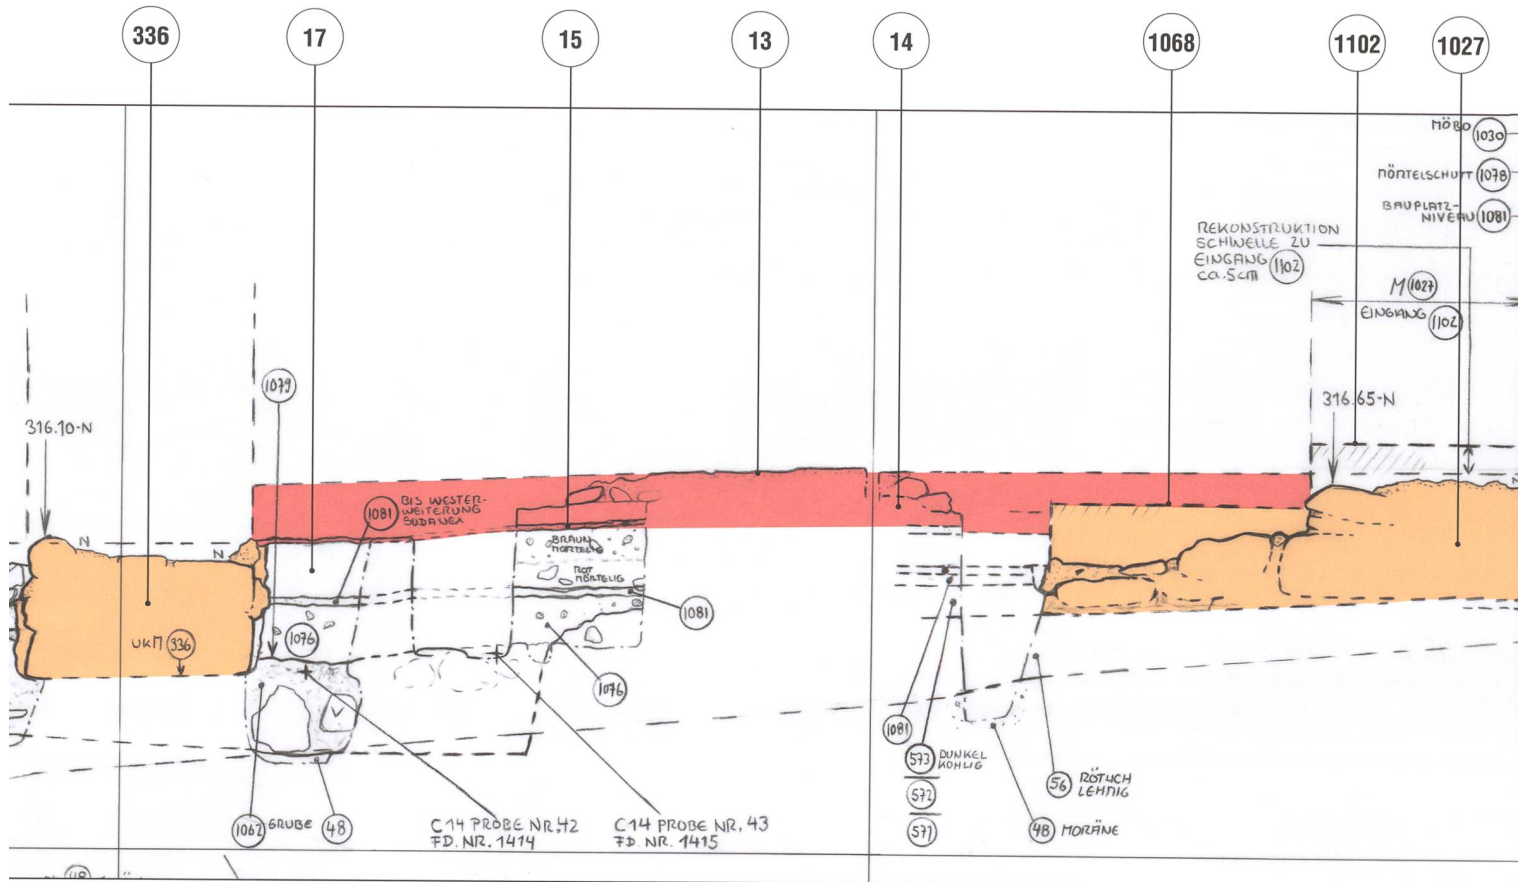 336
17
15
13
14
1068
1102
1027
MÖBO 1030
MÖRTELSCHUTT 1078
BAUPLATZ-
NIVEAU 1081
REKONSTRUKTION
SCHWELLE ZU
EINGANG 1102
CA. 5 CM
M 1027
EINGANG 1102
1079
316.10-N
316.65-N
1081
BIS WESTER-
WEITERUNG
SÜDANEX
N
N
N
BRAUN
MÖRTELIG
ROT
MÖRTELIG
1081
UKM 336
1076
1076
V
1081
573 DUNKEL
KOHLIG
572
571
56 RÖTLICH
LEHMIG
48 MORÄNE
1062 GRUBE 48
C14 PROBE NR. 42
FD. NR. 1414
C14 PROBE NR. 43
FD. NR. 1415